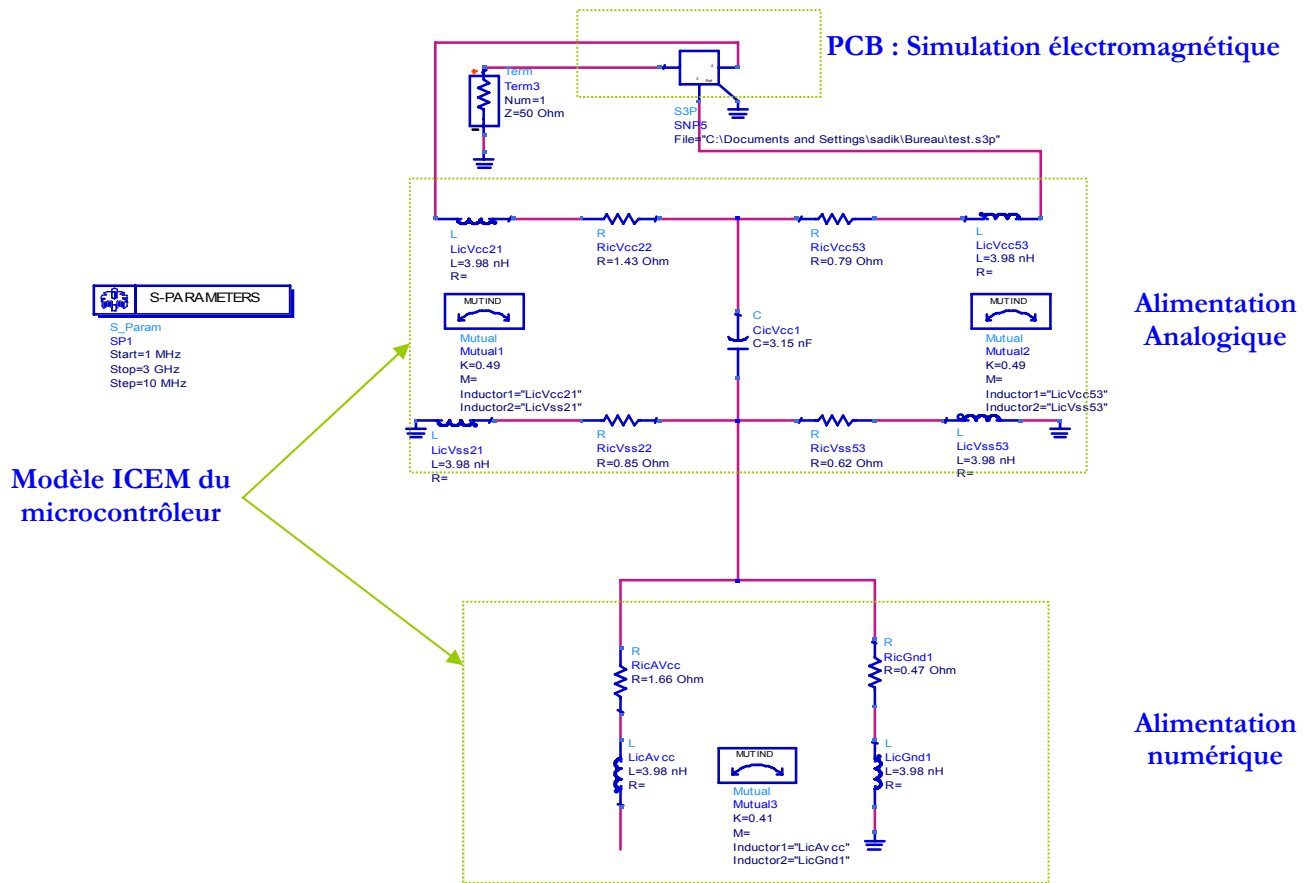 PCB : Simulation électromagnétique
Term
Term3
Num=1
Z=50 Ohm
2
3
Ref
S3P
SNP5
File="C:\Documents and Settings\sadik\Bureau\test.s3p"
L
LicVcc21
L=3.98 nH
R=
R
RicVcc22
R=1.43 Ohm
R
RicVcc53
R=0.79 Ohm
L
LicVcc53
L=3.98 nH
R=
S-PARAMETERS
S_Param
SP1
Start=1 MHz
Stop=3 GHz
Step=10 MHz
MUTIND
Mutual
Mutual1
K=0.49
M=
Inductor1="LicVcc21"
Inductor2="LicVss21"
C
CicVcc1
C=3.15 nF
MUTIND
Mutual
Mutual2
K=0.49
M=
Inductor1="LicVcc53"
Inductor2="LicVss53"
Alimentation
Analogique
L
LicVss21
L=3.98 nH
R=
R
RicVss22
R=0.85 Ohm
R
RicVss53
R=0.62 Ohm
L
LicVss53
L=3.98 nH
R=
Modèle ICEM du
microcontrôleur
R
RicAVcc
R=1.66 Ohm
R
RicGnd1
R=0.47 Ohm
L
LicAvcc
L=3.98 nH
R=
MUTIND
Mutual
Mutual3
K=0.41
M=
Inductor1="LicAvcc"
Inductor2="LicGnd1"
L
LicGnd1
L=3.98 nH
R=
Alimentation
numérique